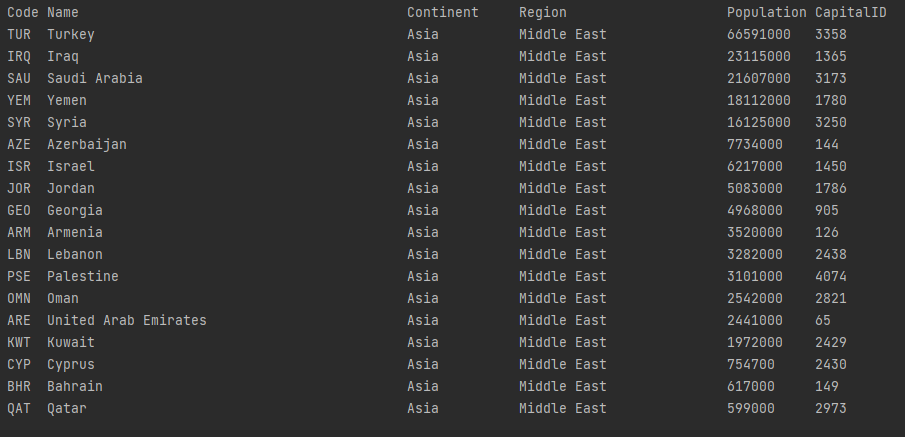 Code Name Continent Region Population CapitalID
TUR Turkey Asia Middle East 66591000 3358
IRQ Iraq Asia Middle East 23115000 1365
SAU Saudi Arabia Asia Middle East 21607000 3173
YEM Yemen Asia Middle East 18112000 1780
SYR Syria Asia Middle East 16125000 3250
AZE Azerbaijan Asia Middle East 7734000 144
ISR Israel Asia Middle East 6217000 1450
JOR Jordan Asia Middle East 5083000 1786
GEO Georgia Asia Middle East 4968000 905
ARM Armenia Asia Middle East 3520000 126
LBN Lebanon Asia Middle East 3282000 2438
PSE Palestine Asia Middle East 3101000 4074
OMN Oman Asia Middle East 2542000 2821
ARE United Arab Emirates Asia Middle East 2441000 65
KWT Kuwait Asia Middle East 1972000 2429
CYP Cyprus Asia Middle East 754700 2430
BHR Bahrain Asia Middle East 617000 149
QAT Qatar Asia Middle East 599000 2973